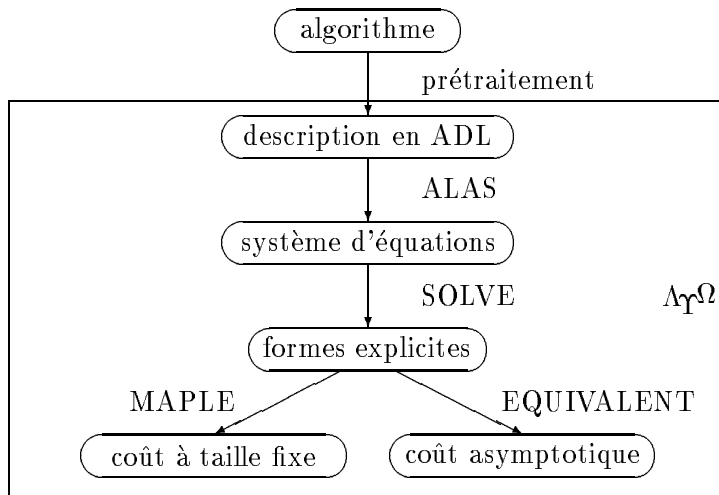 algorithme
prétraitement
description en ADL
ALAS
système d'équations
SOLVE
ΛΥΩ
formes explicites
MAPLE
EQUIVALENT
coût à taille fixe
coût asymptotique